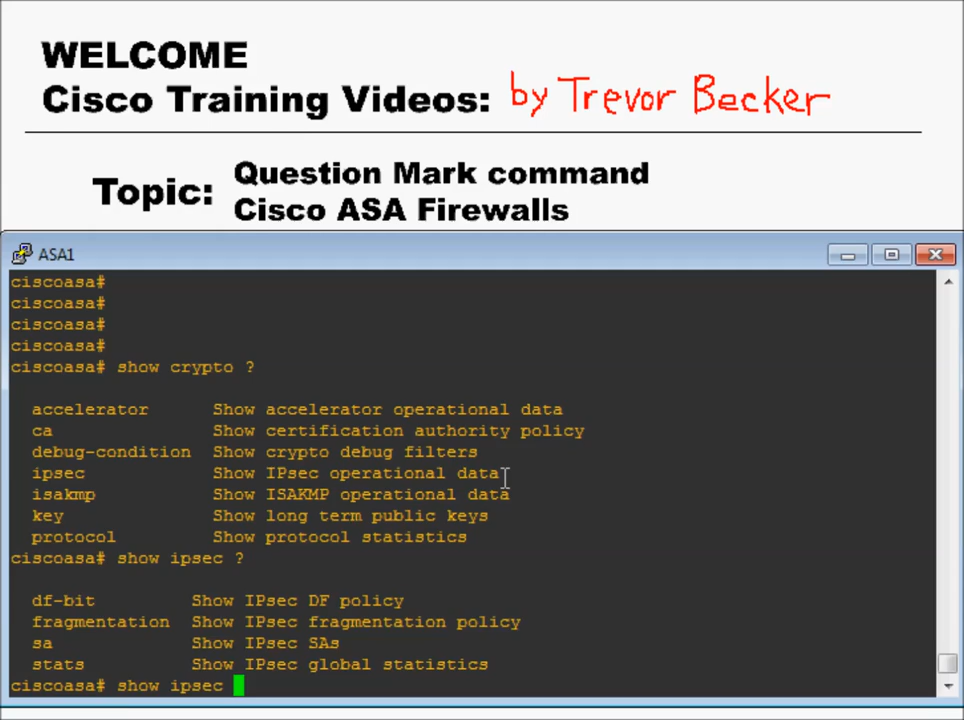 WELCOME
Cisco Training Videos: by Trevor Becker
Topic: Question Mark command
Cisco ASA Firewalls
ASA1
ciscoasa#
ciscoasa#
ciscoasa#
ciscoasa#
ciscoasa# show crypto ?
accelerator Show accelerator operational data
ca Show certification authority policy
debug-condition Show crypto debug filters
ipsec Show IPsec operational data
isakmp Show ISAKMP operational data
key Show long term public keys
protocol Show protocol statistics
ciscoasa# show ipsec ?
df-bit Show IPsec DF policy
fragmentation Show IPsec fragmentation policy
sa Show IPsec SAs
stats Show IPsec global statistics
ciscoasa# show ipsec